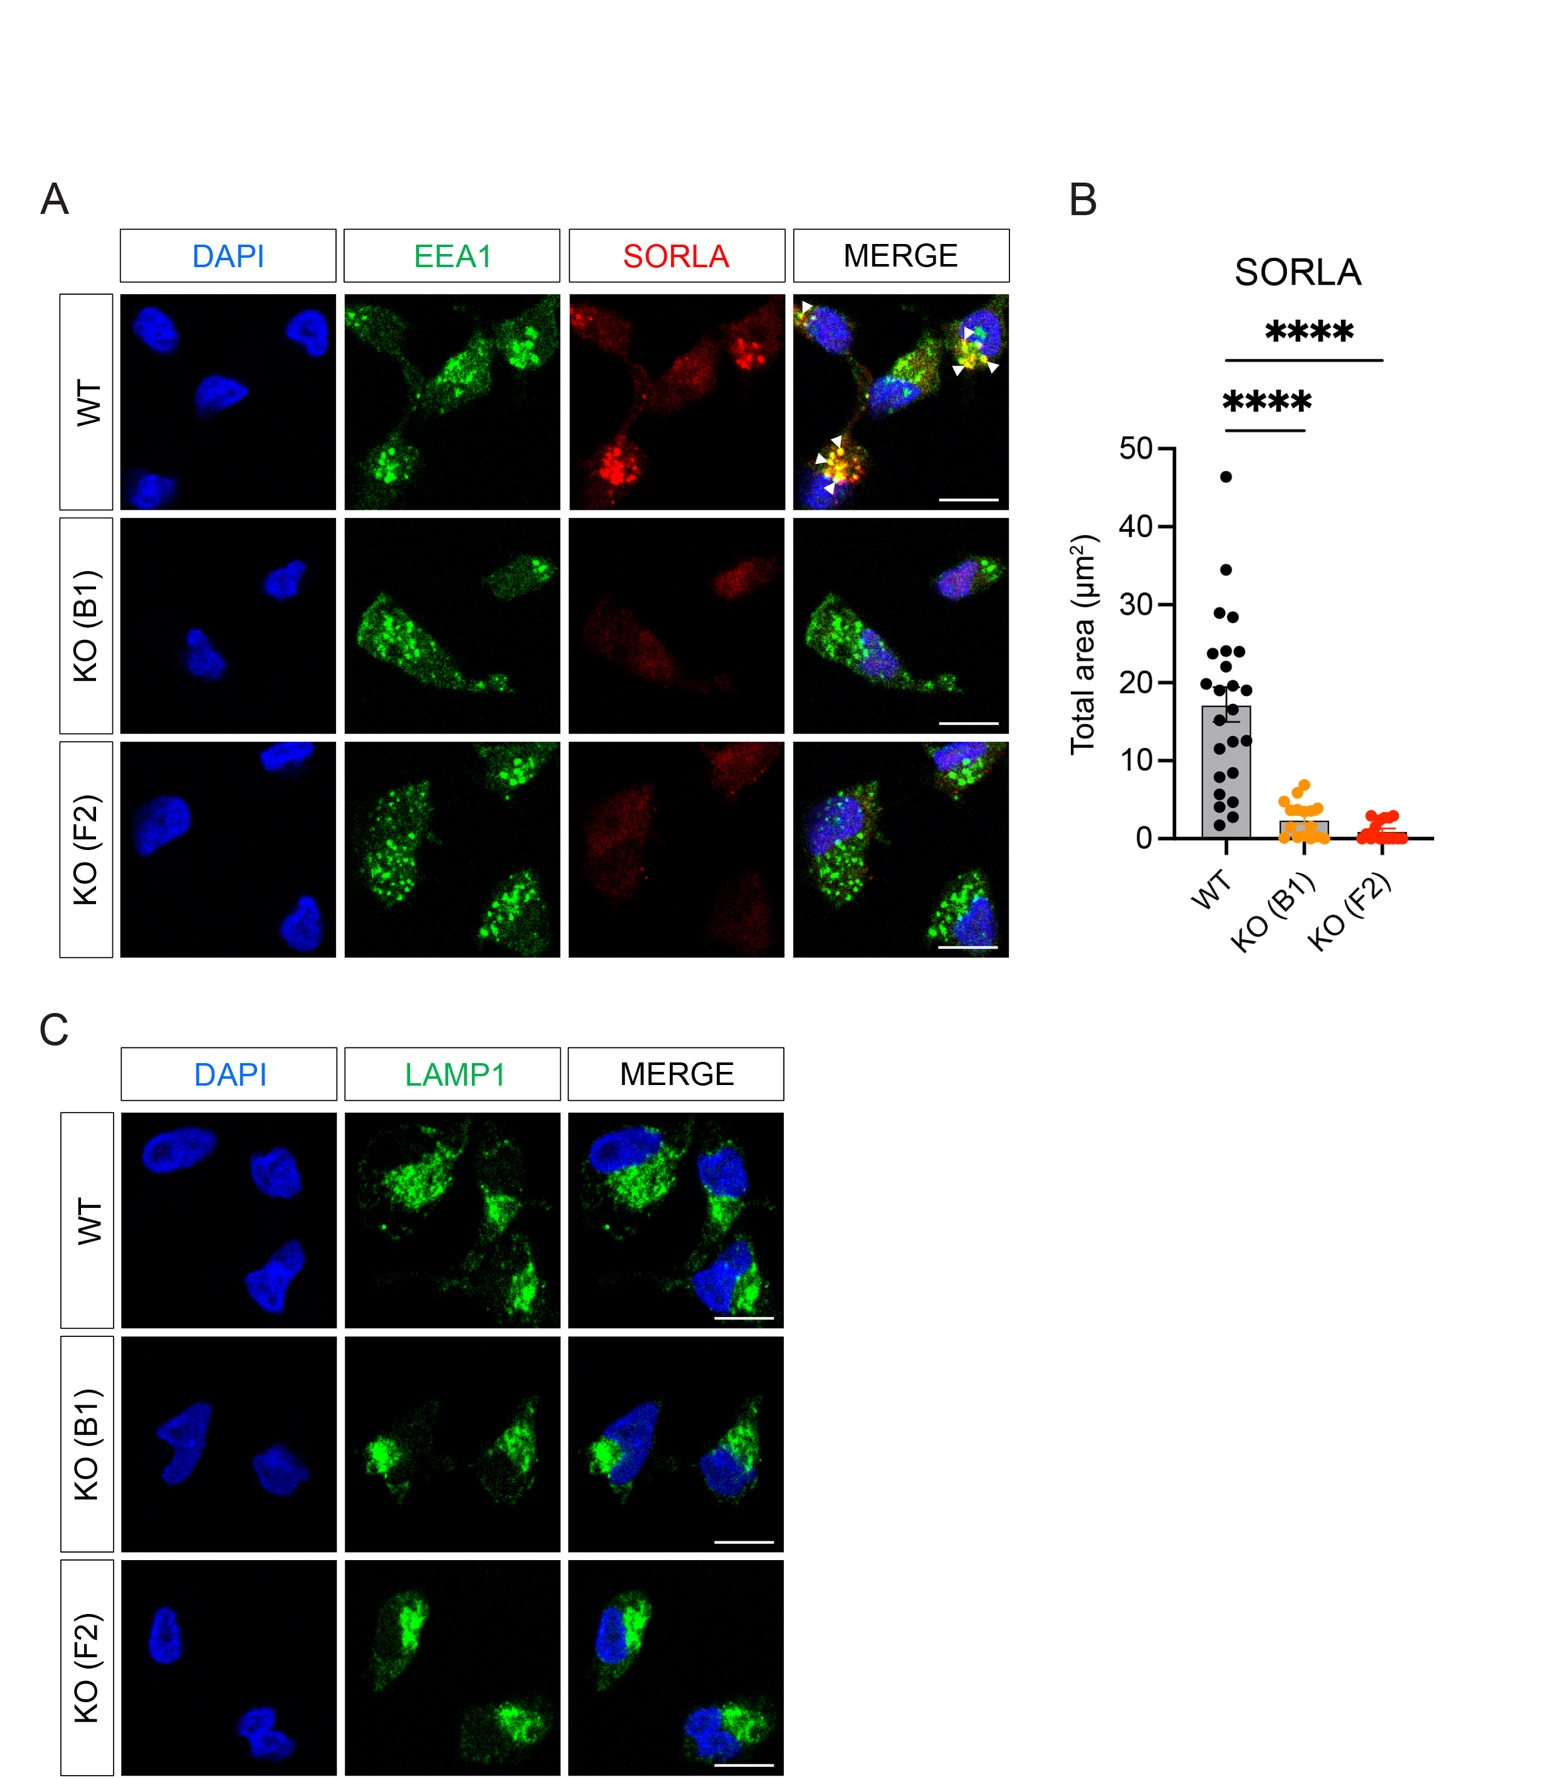 A
DAPI EEA1 SORLA MERGE
WT
KO (B1)
KO (F2)
B
SORLA
****
****
Total area (µm²)
50
40
30
20
10
0
WT
KO (B1)
KO (F2)
C
DAPI LAMP1 MERGE
WT
KO (B1)
KO (F2)